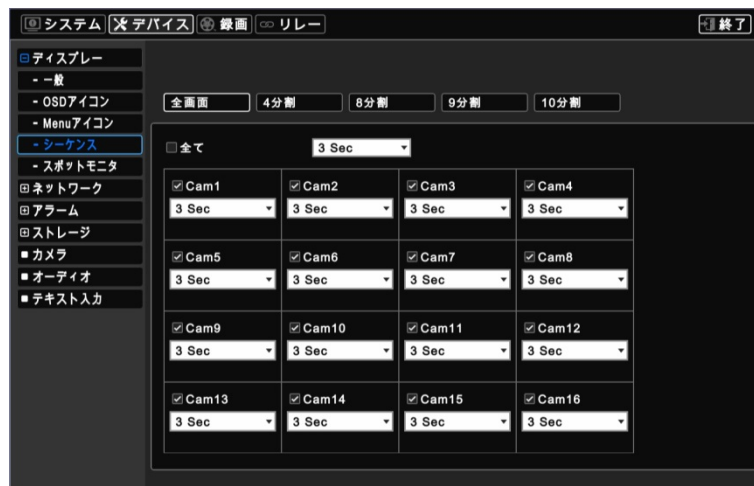 システム デバイス 録画 リレー 終了
ディスプレー
- 一般
- OSDアイコン
- Menuアイコン
- シーケンス
- スポットモニタ
ネットワーク
アラーム
ストレージ
カメラ
オーディオ
テキスト入力
全画面 4分割 8分割 9分割 10分割
全て 3 Sec
Cam1 Cam2 Cam3 Cam4
3 Sec 3 Sec 3 Sec 3 Sec
Cam5 Cam6 Cam7 Cam8
3 Sec 3 Sec 3 Sec 3 Sec
Cam9 Cam10 Cam11 Cam12
3 Sec 3 Sec 3 Sec 3 Sec
Cam13 Cam14 Cam15 Cam16
3 Sec 3 Sec 3 Sec 3 Sec